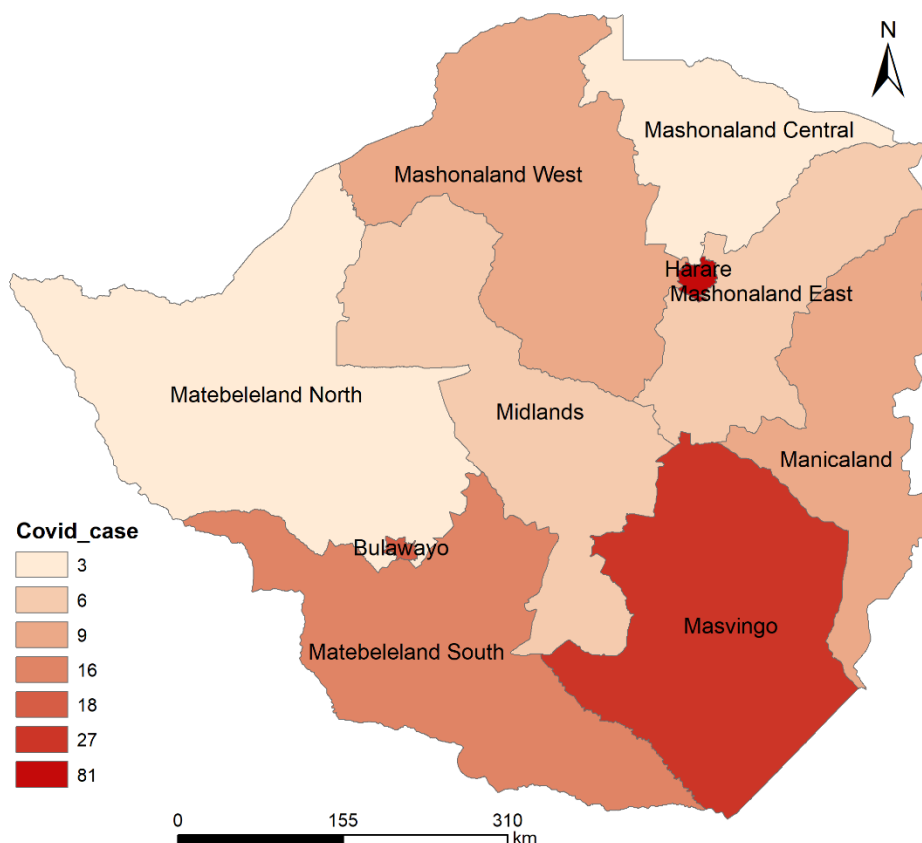 N
Mashonaland Central
Mashonaland West
Harare
Mashonaland East
Matebeleland North
Midlands
Manicaland
Covid_case
3
6
9
16
18
27
81
Bulawayo
Masvingo
Matebeleland South
0 155 310
km